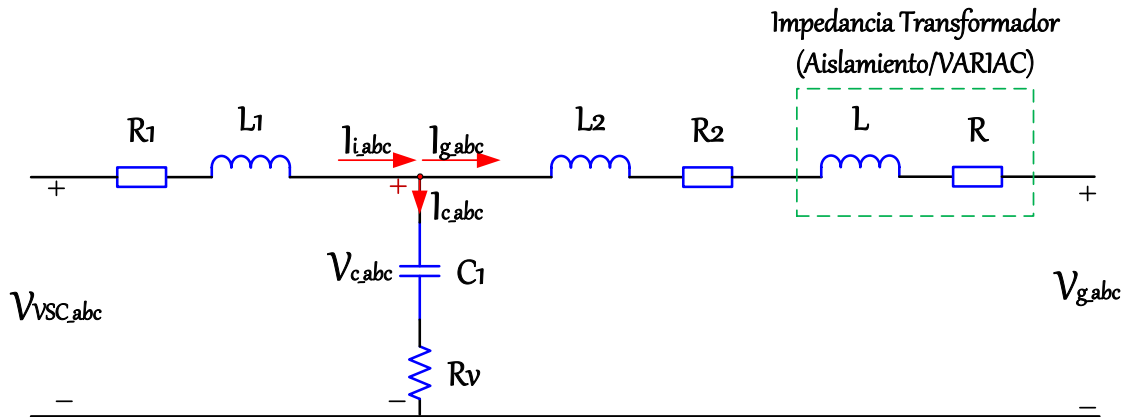 Impedancia Transformador
(Aislamiento/VARIAC)
R1
L1
Ii_abc
Ig_abc
L2
R2
L
R
+
+
+
Ic_abc
Vc_abc
C1
VVSC_abc
Vg_abc
Rv
−
−
−